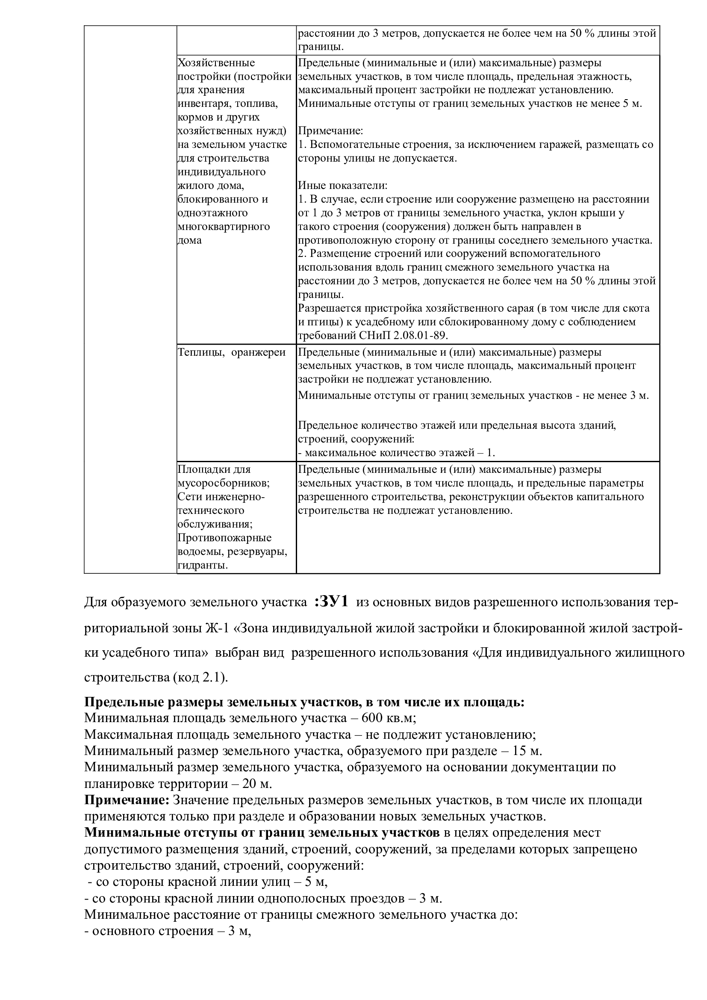 расстоянии до 3 метров, допускается не более чем на 50 % длины этой
границы.
Хозяйственные
постройки (постройки
для хранения
инвентаря, топлива,
кормов и других
хозяйственных нужд)
на земельном участке
для строительства
индивидуального
жилого дома,
блокированного и
одноэтажного
многоквартирного
дома
Предельные (минимальные и (или) максимальные) размеры
земельных участков, в том числе площадь, предельная этажность,
максимальный процент застройки не подлежат установлению.
Минимальные отступы от границ земельных участков не менее 5 м.
Примечание:
1. Вспомогательные строения, за исключением гаражей, размещать со
стороны улицы не допускается.
Иные показатели:
1. В случае, если строение или сооружение размещено на расстоянии
от 1 до 3 метров от границы земельного участка, уклон крыши у
такого строения (сооружения) должен быть направлен в
противоположную сторону от границы соседнего земельного участка.
2. Размещение строений или сооружений вспомогательного
использования вдоль границ смежного земельного участка на
расстоянии до 3 метров, допускается не более чем на 50 % длины этой
границы.
Разрешается пристройка хозяйственного сарая (в том числе для скота
и птицы) к усадебному или сблокированному дому с соблюдением
требований СНиП 2.08.01-89.
Теплицы,  оранжереи
Предельные (минимальные и (или) максимальные) размеры
земельных участков, в том числе площадь, максимальный процент
застройки не подлежат установлению.
Минимальные отступы от границ земельных участков - не менее 3 м.
Предельное количество этажей или предельная высота зданий,
строений, сооружений:
- максимальное количество этажей – 1.
Площадки для
мусоросборников;
Сети инженерно-
технического
обслуживания;
Противопожарные
водоемы, резервуары,
гидранты.
Предельные (минимальные и (или) максимальные) размеры
земельных участков, в том числе площадь, и предельные параметры
разрешенного строительства, реконструкции объектов капитального
строительства не подлежат установлению.
Для образуемого земельного участка  :ЗУ1  из основных видов разрешенного использования тер-
риториальной зоны Ж-1 «Зона индивидуальной жилой застройки и блокированной жилой застрой-
ки усадебного типа»  выбран вид  разрешенного использования «Для индивидуального жилищного
строительства (код 2.1).
Предельные размеры земельных участков, в том числе их площадь:
Минимальная площадь земельного участка – 600 кв.м;
Максимальная площадь земельного участка – не подлежит установлению;
Минимальный размер земельного участка, образуемого при разделе – 15 м.
Минимальный размер земельного участка, образуемого на основании документации по
планировке территории – 20 м.
Примечание: Значение предельных размеров земельных участков, в том числе их площади
применяются только при разделе и образовании новых земельных участков.
Минимальные отступы от границ земельных участков в целях определения мест
допустимого размещения зданий, строений, сооружений, за пределами которых запрещено
строительство зданий, строений, сооружений:
- со стороны красной линии улиц – 5 м,
- со стороны красной линии однополосных проездов – 3 м.
Минимальное расстояние от границы смежного земельного участка до:
- основного строения – 3 м,